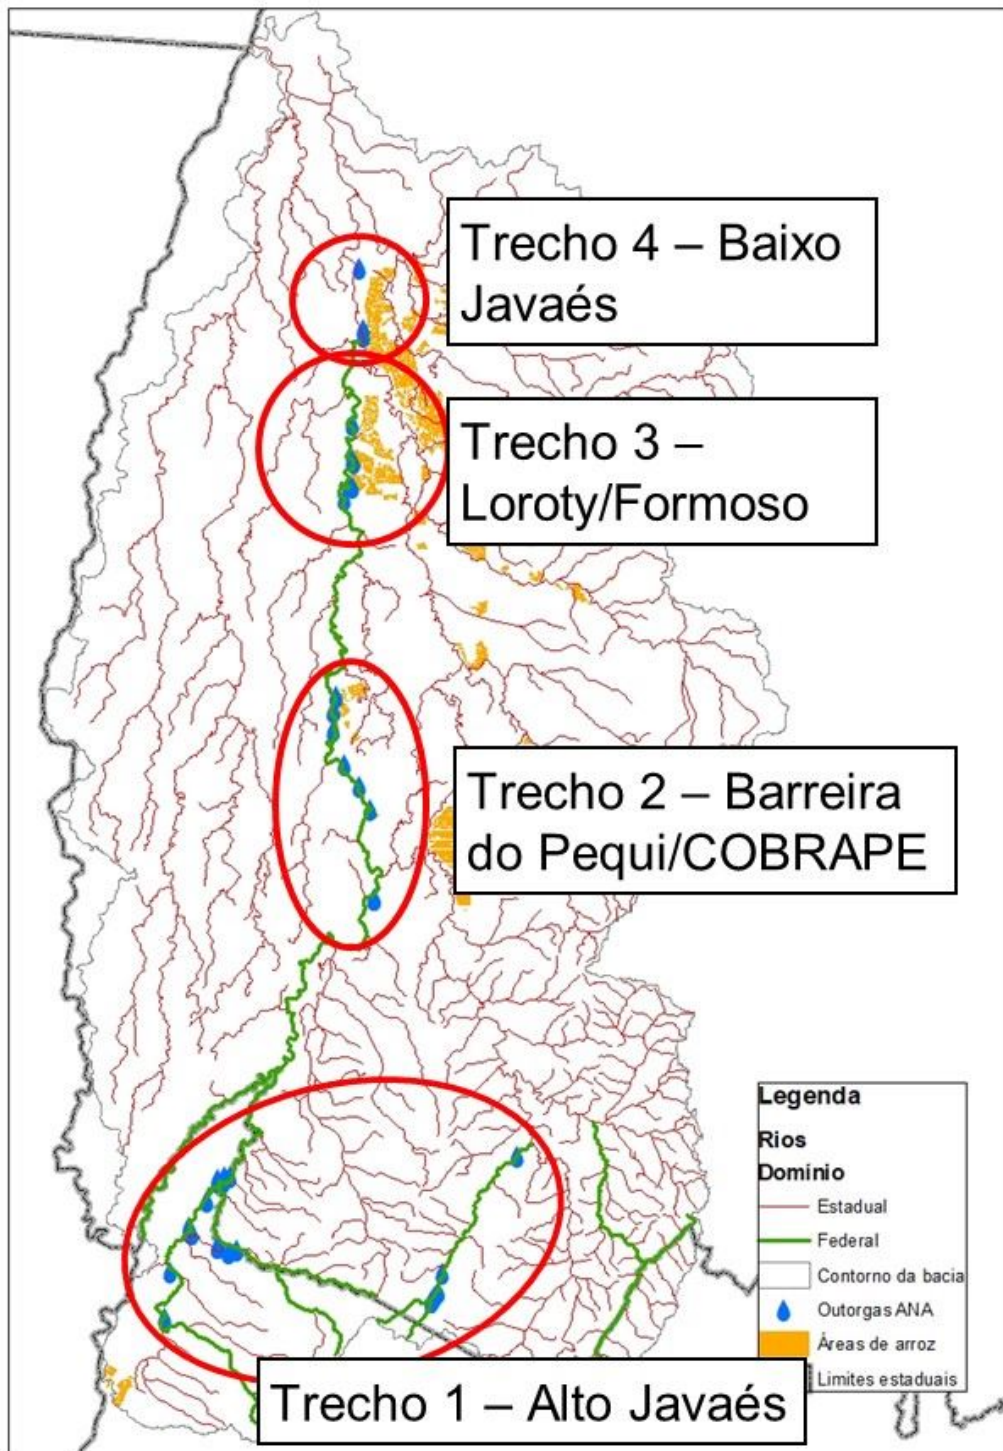 Trecho 4 – Baixo
Javaés
Trecho 3 –
Loroty/Formoso
Trecho 2 – Barreira
do Pequi/COBRAPE
Legenda
Rios
Domínio
Estadual
Federal
Contorno da bacia
Outorgas ANA
Áreas de arroz
Limites estaduais
Trecho 1 – Alto Javaés